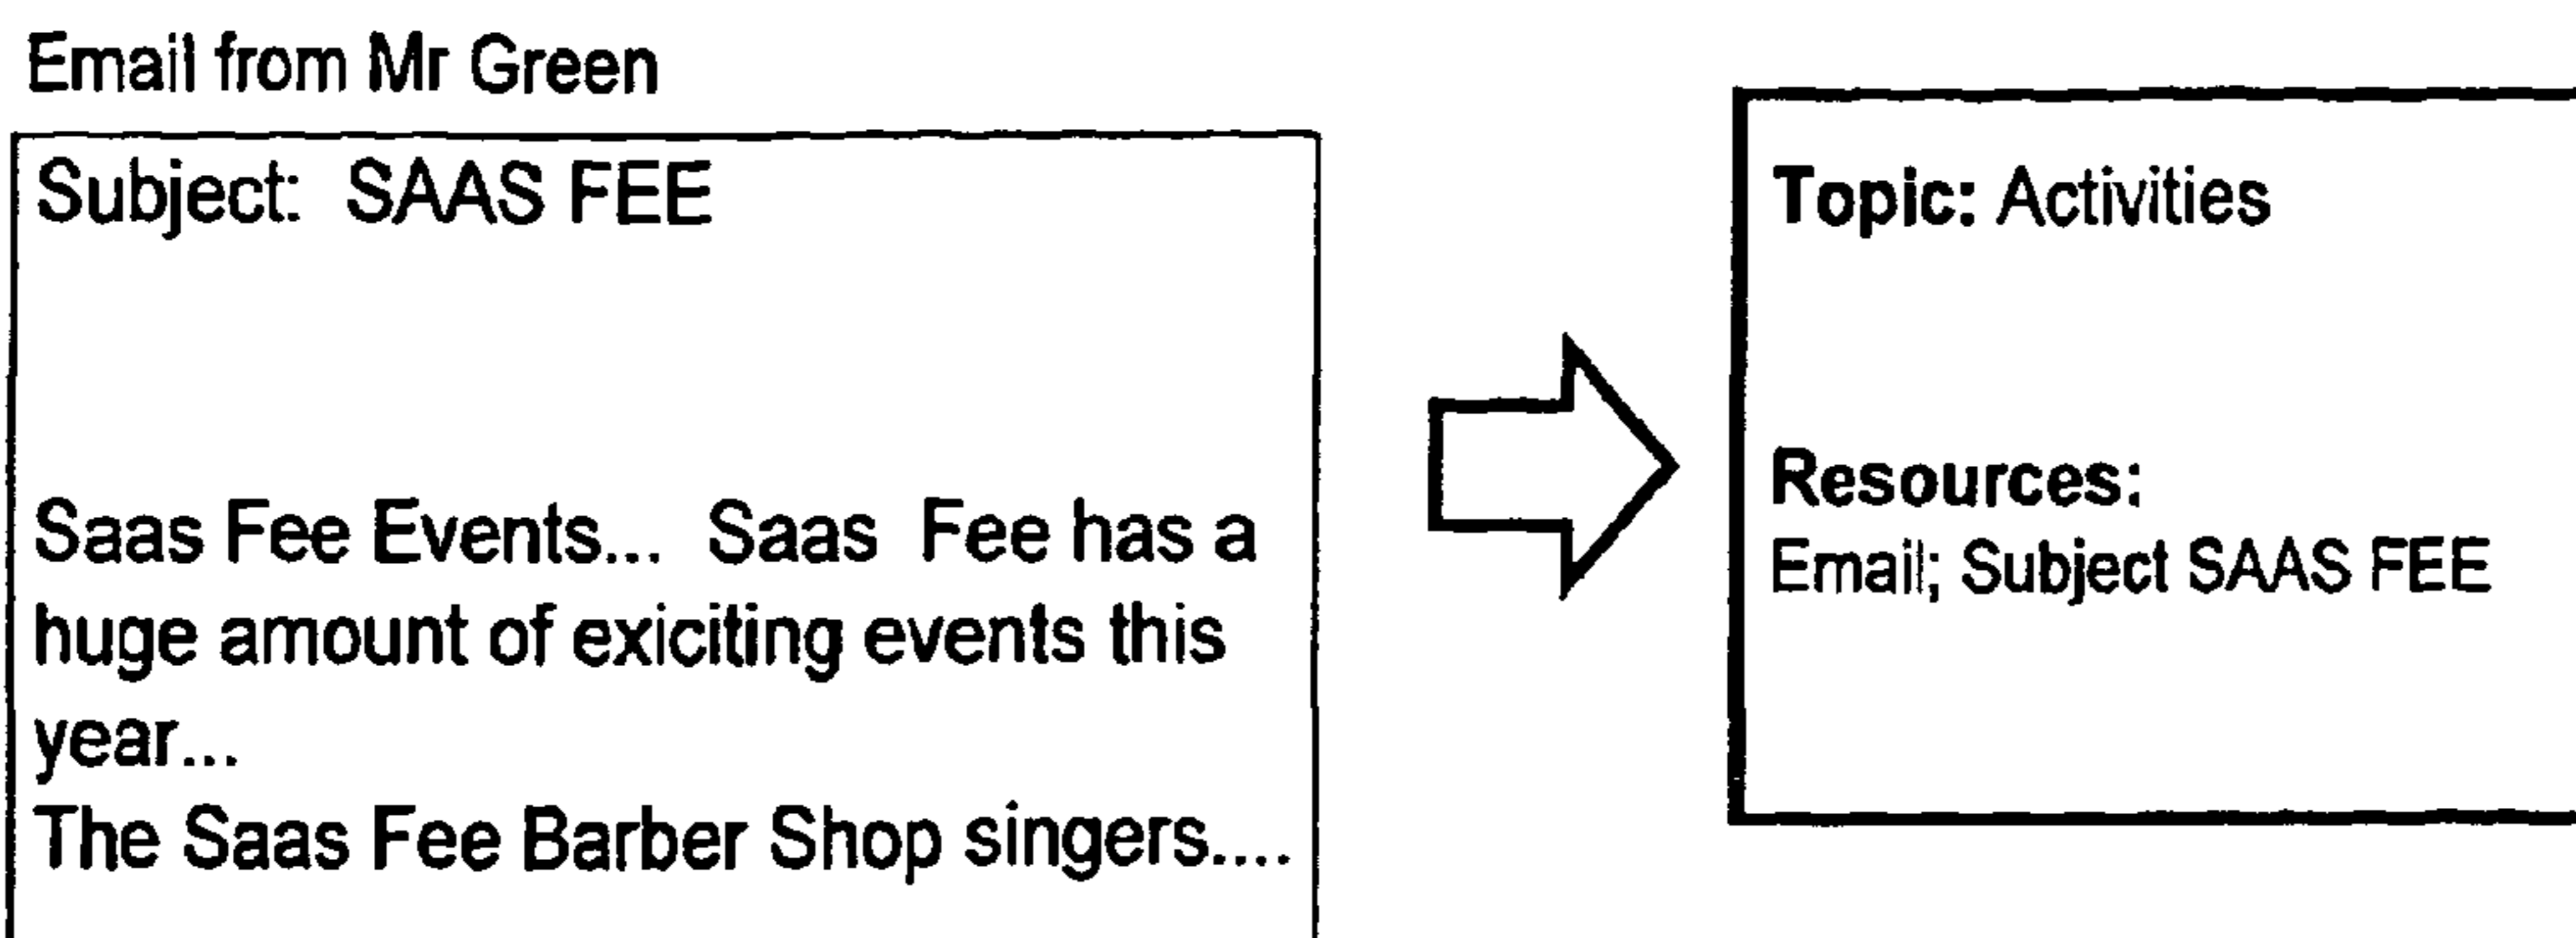 Email from Mr Green
Subject: SAAS FEE
Saas Fee Events... Saas Fee has a
huge amount of exiciting events this
year...
The Saas Fee Barber Shop singers....
Topic: Activities
Resources:
Email; Subject SAAS FEE